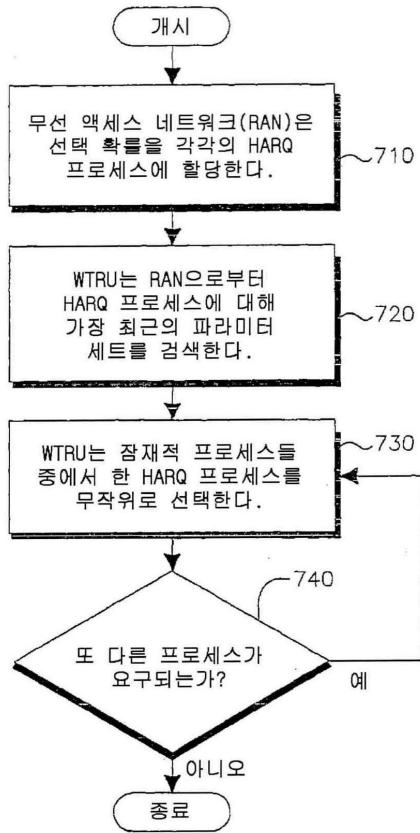 개시
무선 액세스 네트워크(RAN)은
선택 확률을 각각의 HARQ
프로세스에 할당한다.
710
WTRU는 RAN으로부터
HARQ 프로세스에 대해
가장 최근의 파라미터
세트를 검색한다.
720
WTRU는 잠재적 프로세스들
중에서 한 HARQ 프로세스를
무작위로 선택한다.
730
740
또 다른 프로세스가
요구되는가?
예
아니오
종료